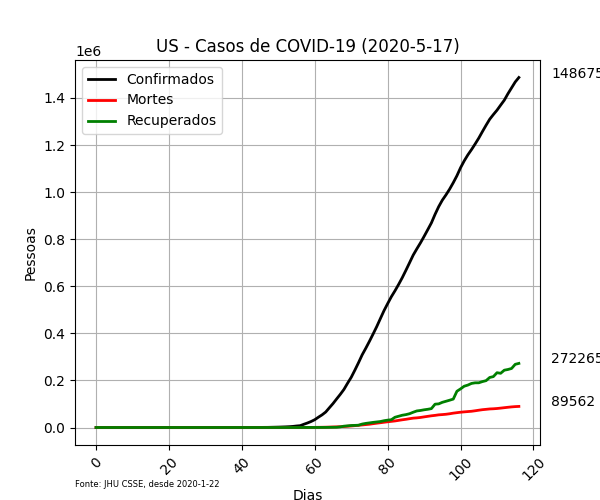 US - Casos de COVID-19 (2020-5-17)
1e6
Confirmados
Mortes
Recuperados
148675
272265
89562
1.4
1.2
1.0
0.8
0.6
0.4
0.2
0.0
Pessoas
0
20
40
60
80
100
120
Dias
Fonte: JHU CSSE, desde 2020-1-22